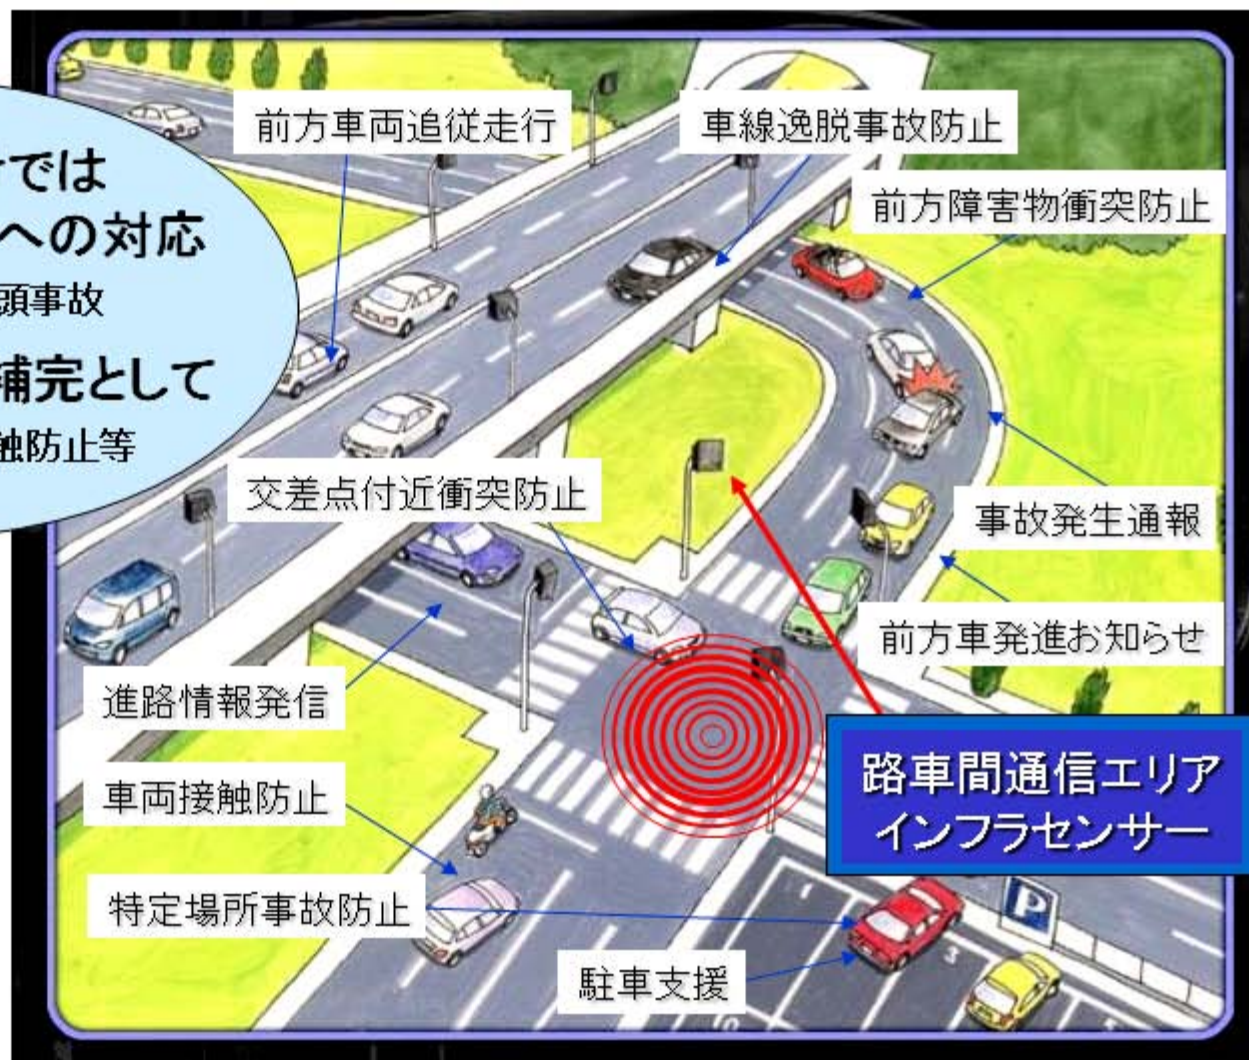 では
への対応
頭事故
補完として
触防止等
前方車両追従走行
車線逸脱事故防止
前方障害物衝突防止
交差点付近衝突防止
事故発生通報
前方車発進お知らせ
進路情報発信
車両接触防止
路車間通信エリア
インフラセンサー
特定場所事故防止
駐車支援
P
1
3